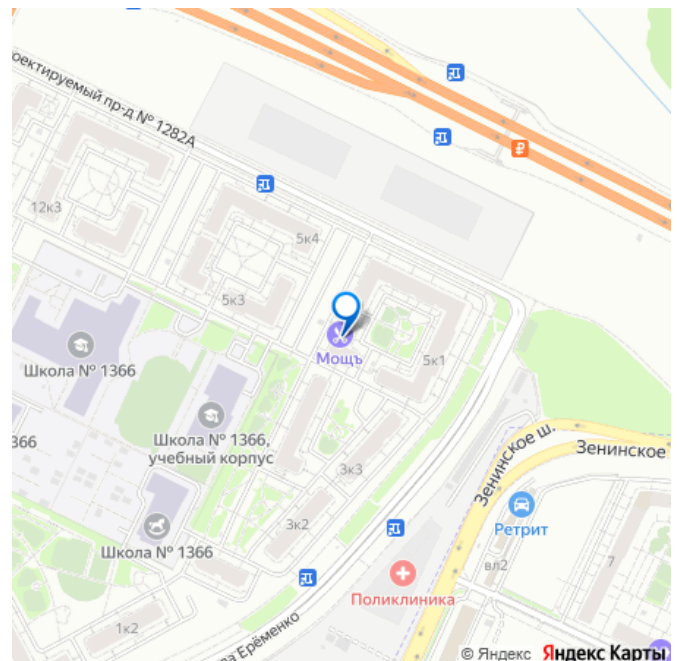 оектируемый пр-д № 1282А
12к3
5к4
5к3
Мощъ
5к1
Школа № 1366
Школа № 1366,
учебный корпус
366
3к3
3к2
Школа № 1366
Зенинское ш.
Зенинское
Ретрит
вл2
7
Поликлиника
1к2
ла Ерёменко
© Яндекс Яндекс Карты